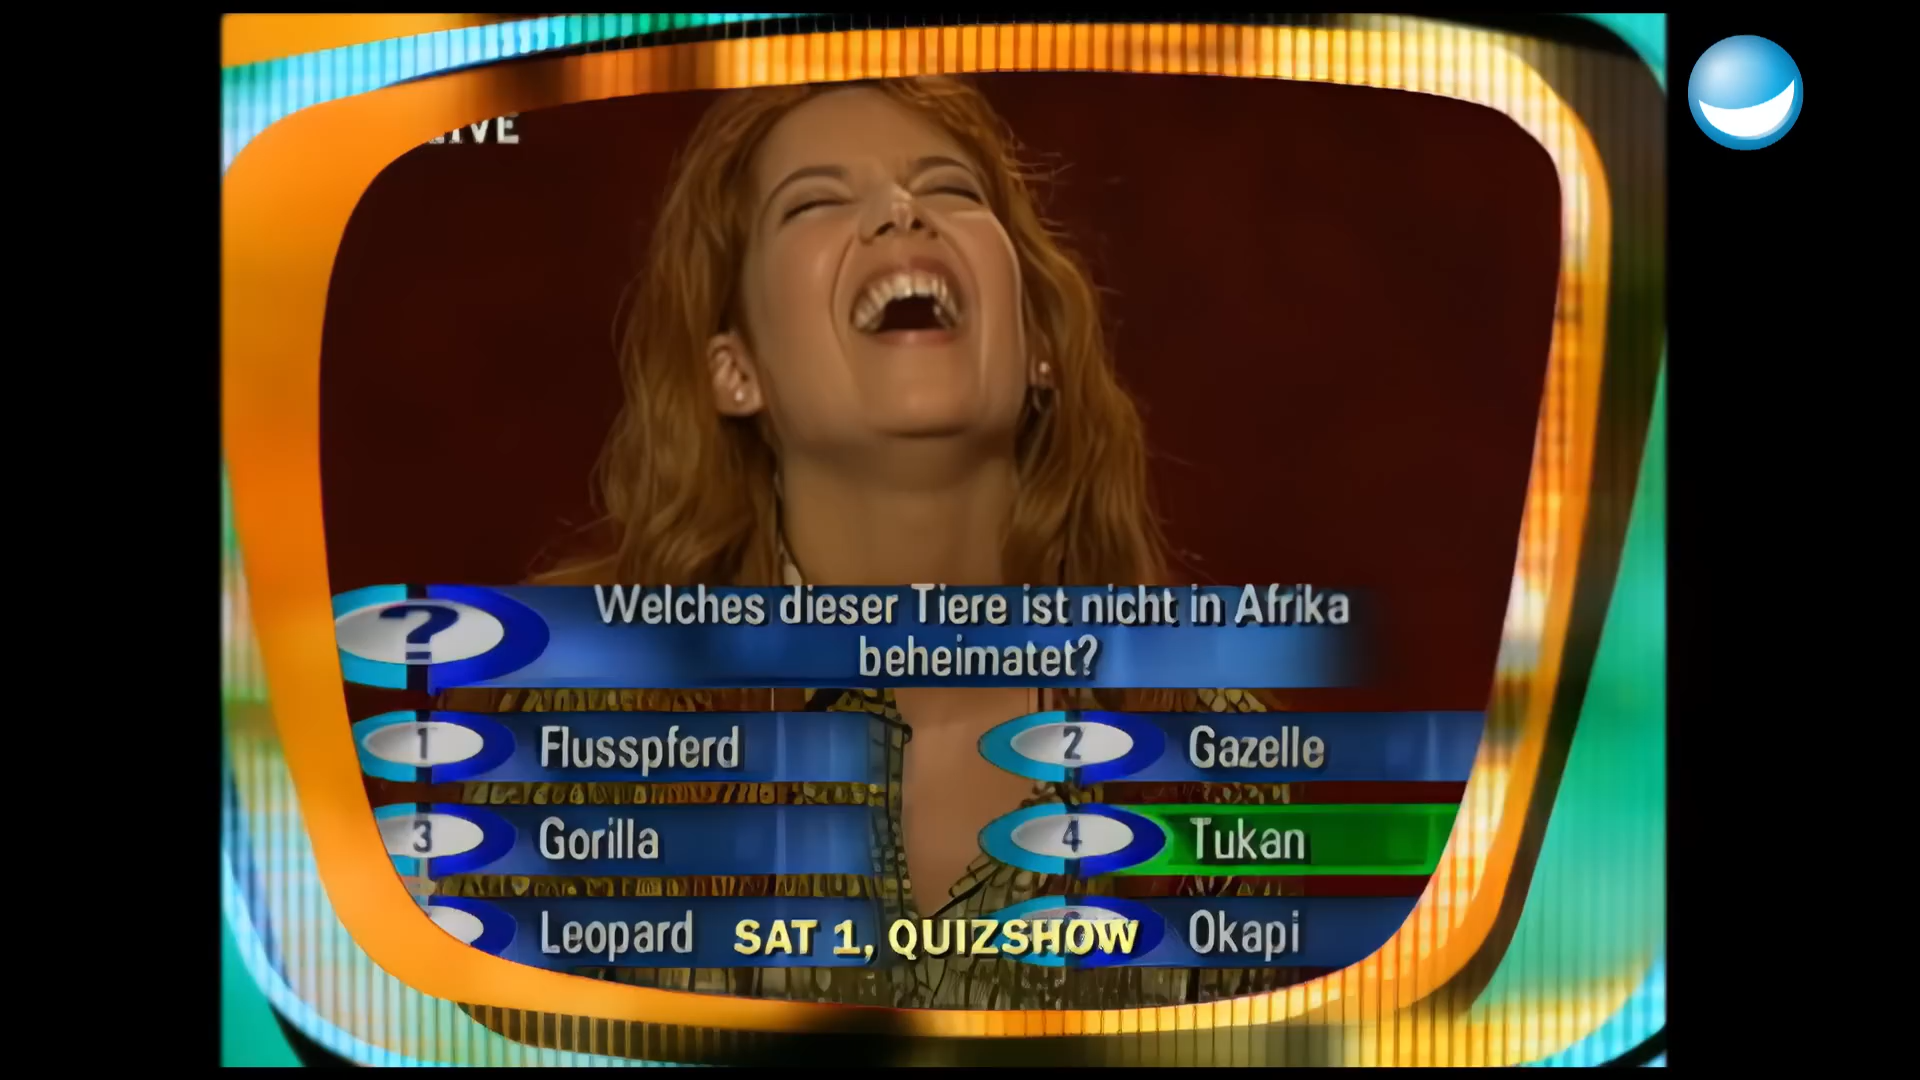 LIVE
?
Welches dieser Tiere ist nicht in Afrika
beheimatet?
1 Flusspferd
2 Gazelle
3 Gorilla
4 Tukan
Leopard
Okapi
SAT 1, QUIZSHOW